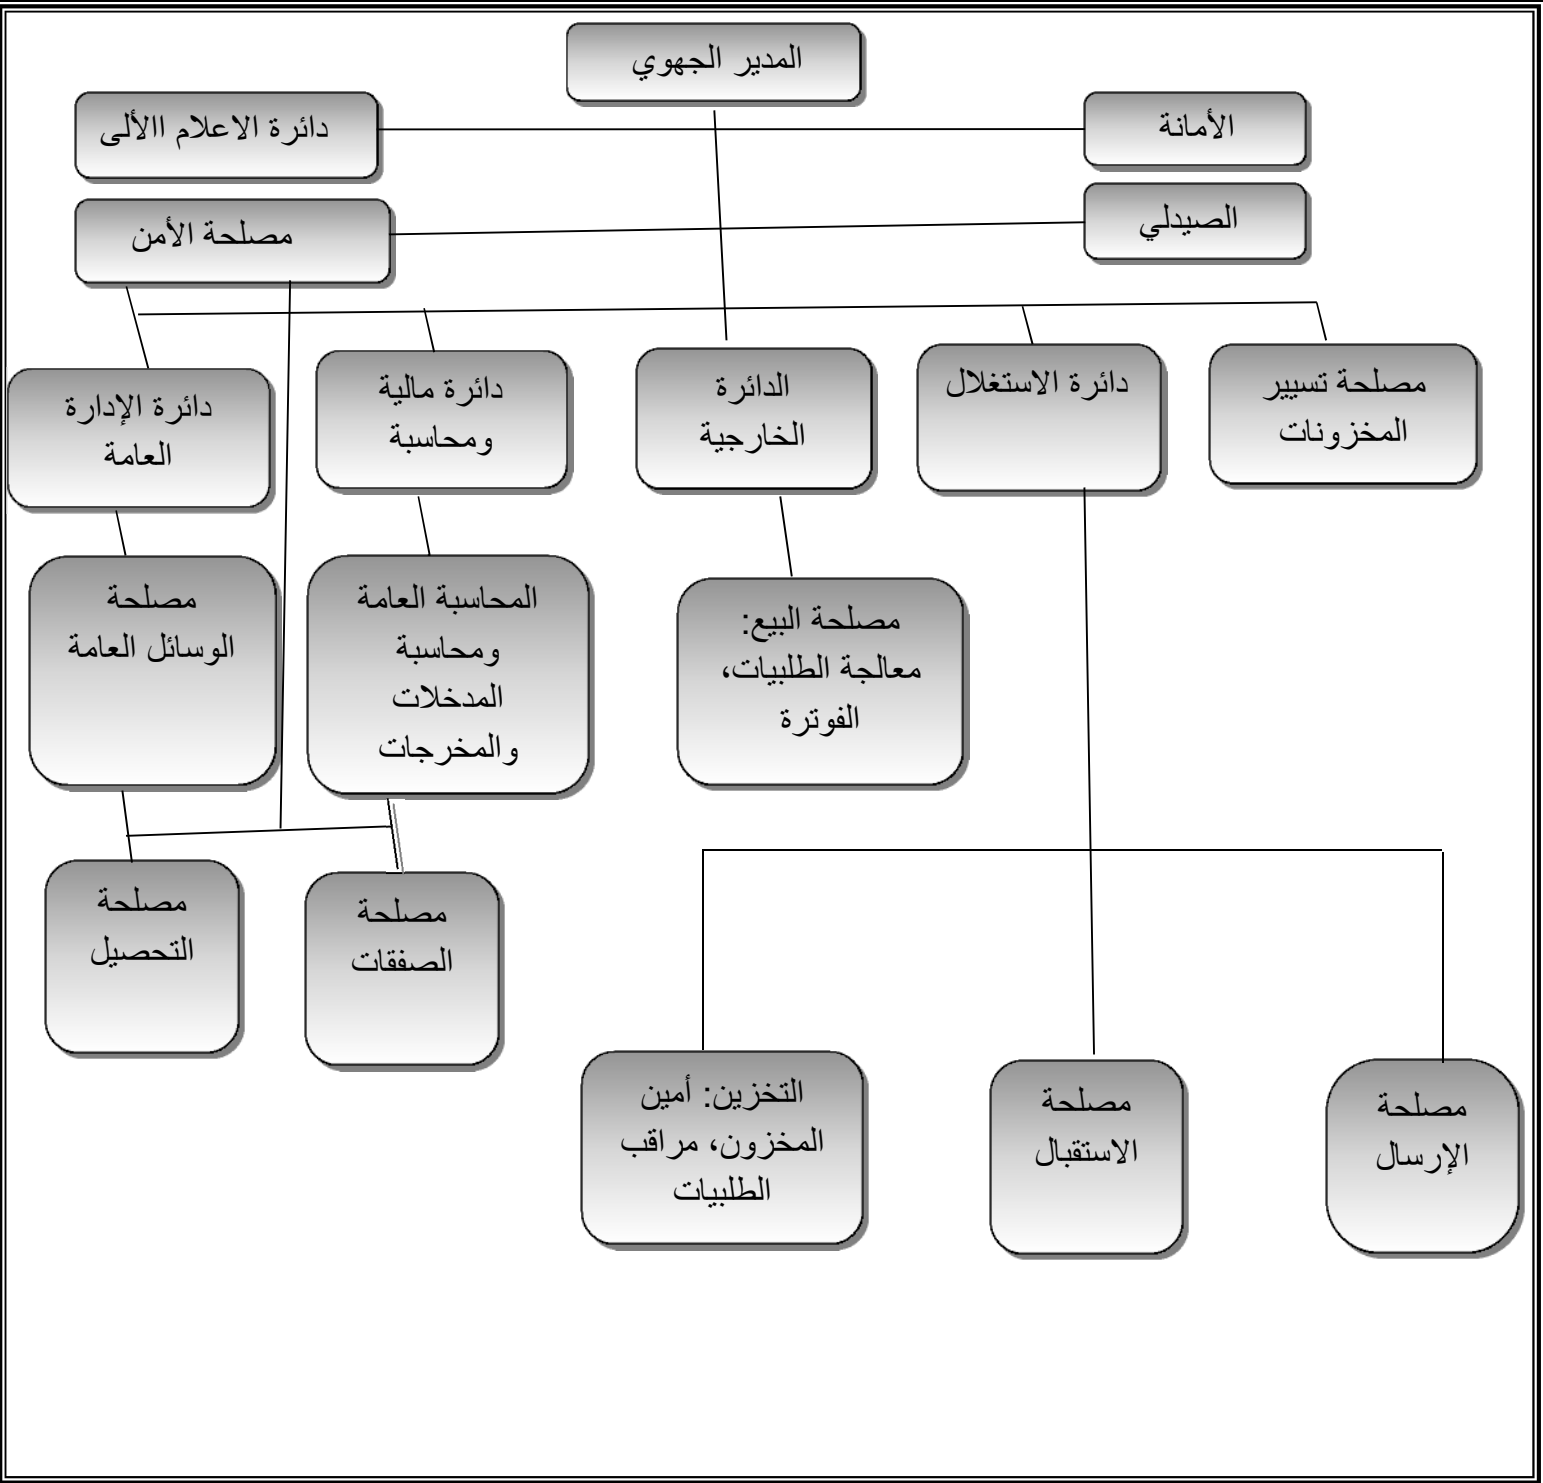 المدير الجهوي
الأمانة
دائرة الاعلام االألى
الصيدلي
مصلحة الأمن
مصلحة تسيير
المخزونات
دائرة الاستغلال
الدائرة
الخارجية
دائرة مالية
ومحاسبة
دائرة الإدارة
العامة
مصلحة البيع:
معالجة الطلبيات،
الفوترة
المحاسبة العامة
ومحاسبة
المدخلات
والمخرجات
مصلحة
الوسائل العامة
مصلحة
الصفقات
مصلحة
التحصيل
مصلحة
الإرسال
مصلحة
الاستقبال
التخزين: أمين
المخزون، مراقب
الطلبيات